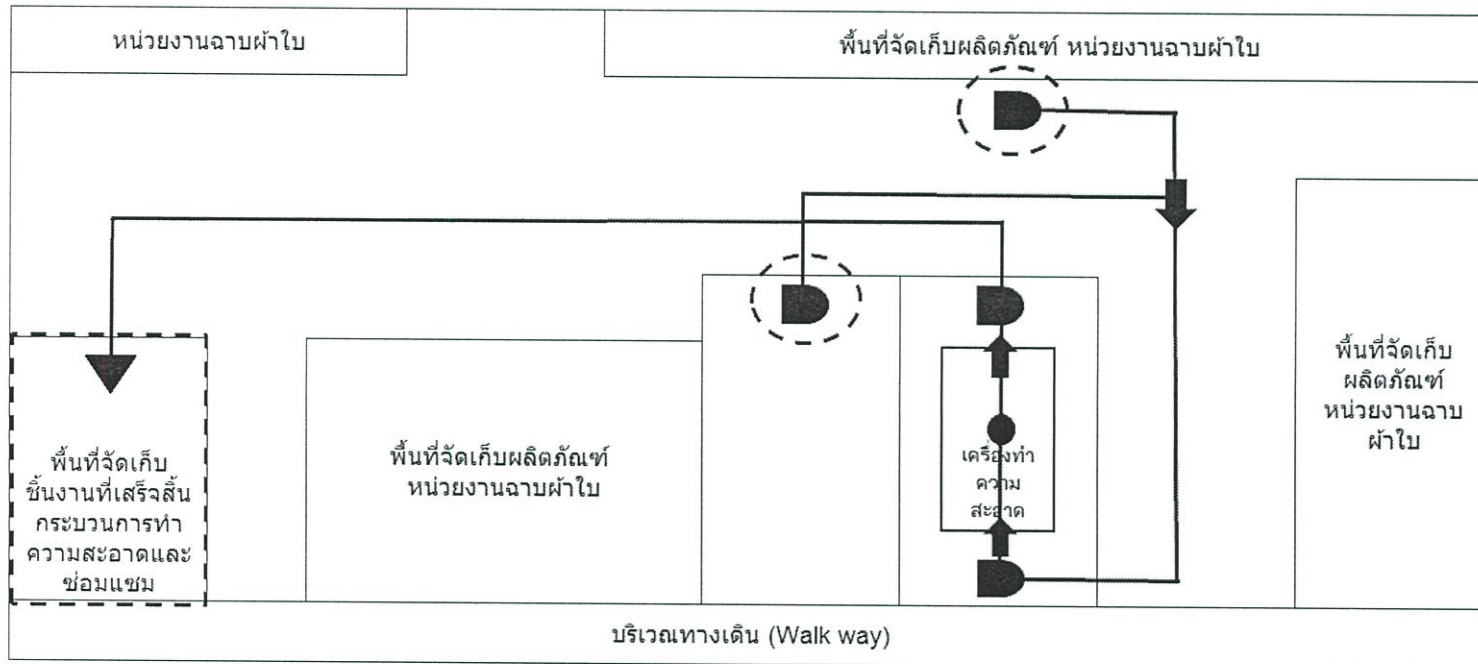 หน่วยงานฉาบผ้าใบ
พื้นที่จัดเก็บผลิตภัณฑ์ หน่วยงานฉาบผ้าใบ
พื้นที่จัดเก็บ
ชิ้นงานที่เสร็จสิ้น
กระบวนการทำ
ความสะอาดและ
ซ่อมแซม
พื้นที่จัดเก็บผลิตภัณฑ์
หน่วยงานฉาบผ้าใบ
เครื่องทำ
ความ
สะอาด
พื้นที่จัดเก็บ
ผลิตภัณฑ์
หน่วยงานฉาบ
ผ้าใบ
บริเวณทางเดิน (Walk way)